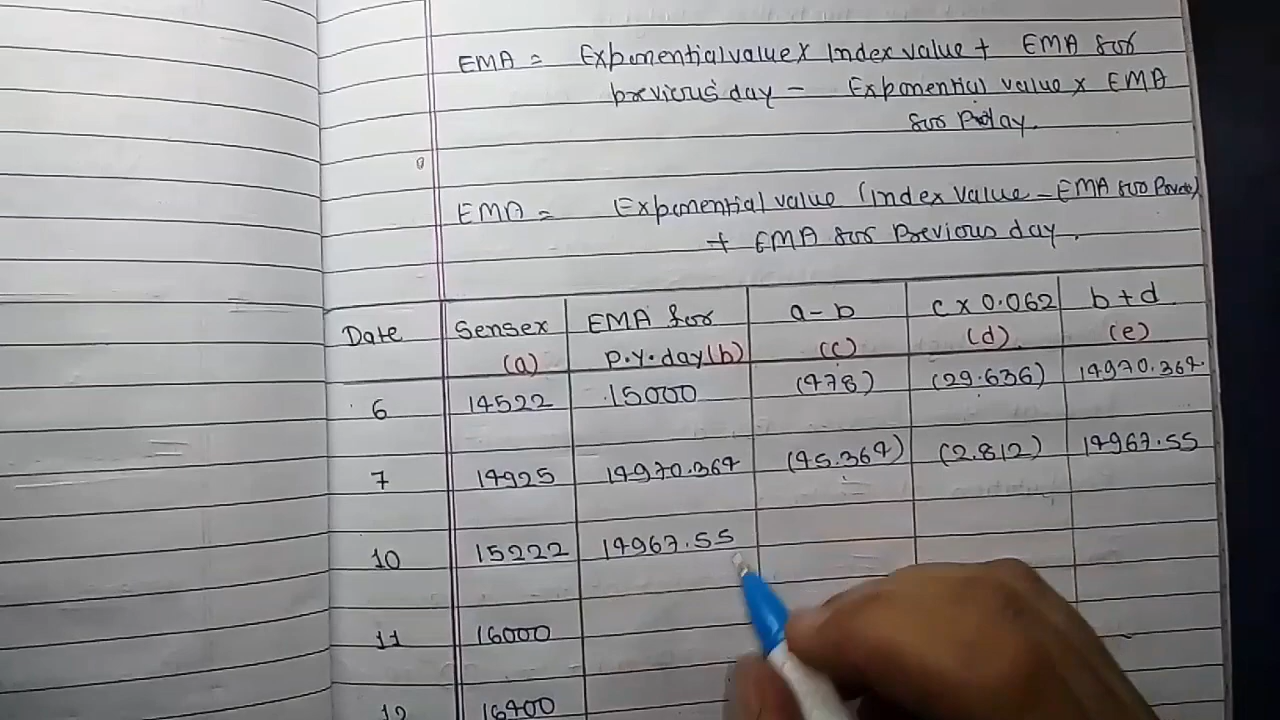 EMA = Exponential value x Index value + EMA for
previous day - Exponential value x EMA
for P. day.
EMA = Exponential value (Index value - EMA for
+ EMA for Previous day.
Date Sensex EMA for a - b c x 0.062 b + d
(a) p.y. day (b) (c) (d) (e)
6 14522 15000 (478) (29.636) 14970.364
7 14925 14970.364 (45.364) (2.812) 14967.55
10 15222 14967.55
11 16000
12 16400